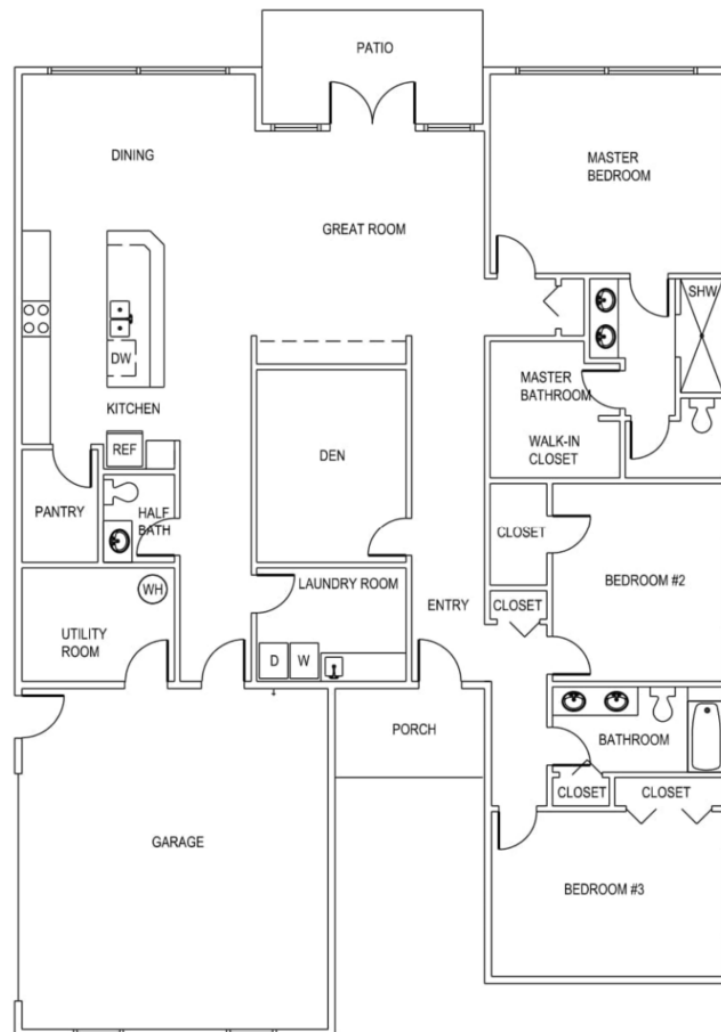 PATIO
DINING
MASTER
BEDROOM
GREAT ROOM
SHW
DW
MASTER
BATHROOM
KITCHEN
REF
DEN
WALK-IN
CLOSET
PANTRY
HALF
BATH
CLOSET
WH
LAUNDRY ROOM
BEDROOM #2
UTILITY
ROOM
ENTRY
CLOSET
D
W
PORCH
BATHROOM
CLOSET
CLOSET
GARAGE
BEDROOM #3